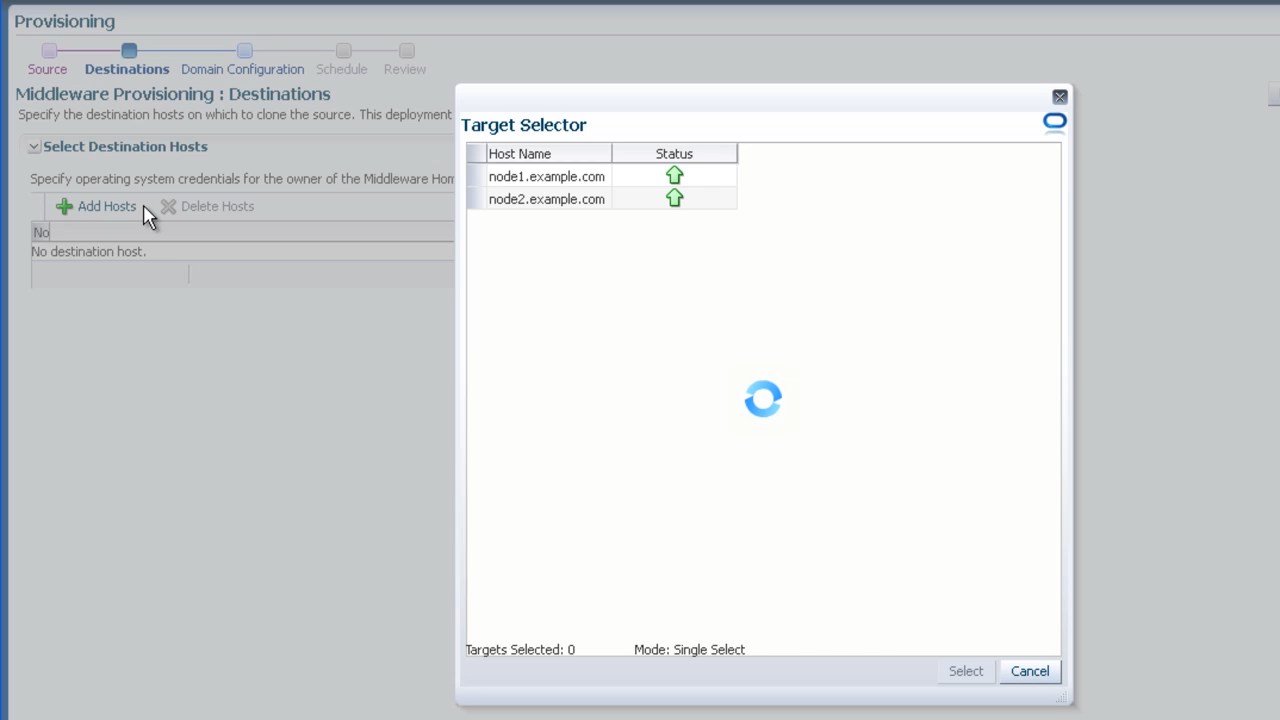 Provisioning
Source Destinations Domain Configuration Schedule Review
Middleware Provisioning : Destinations
Specify the destination hosts on which to clone the source. This deployment
Select Destination Hosts
Specify operating system credentials for the owner of the Middleware Hom
Add Hosts Delete Hosts
No
No destination host.
Target Selector
Host Name Status
node1.example.com
node2.example.com
Targets Selected: 0 Mode: Single Select
Select Cancel